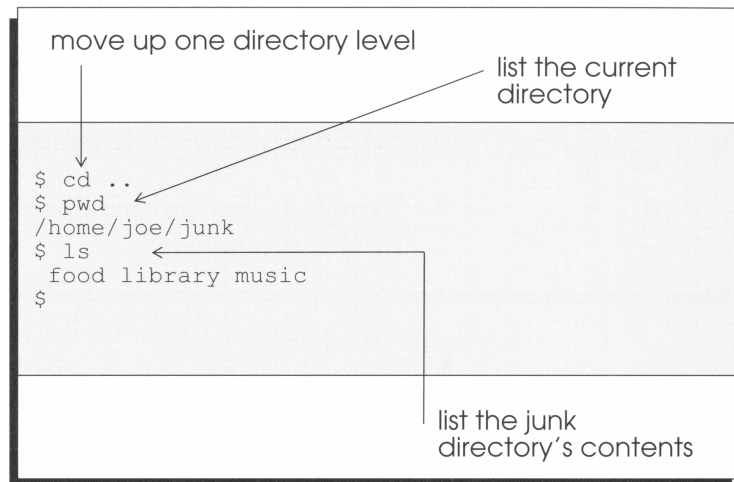 move up one directory level
list the current
directory
$ cd ..
$ pwd
/home/joe/junk
$ ls
food library music
$
list the junk
directory's contents